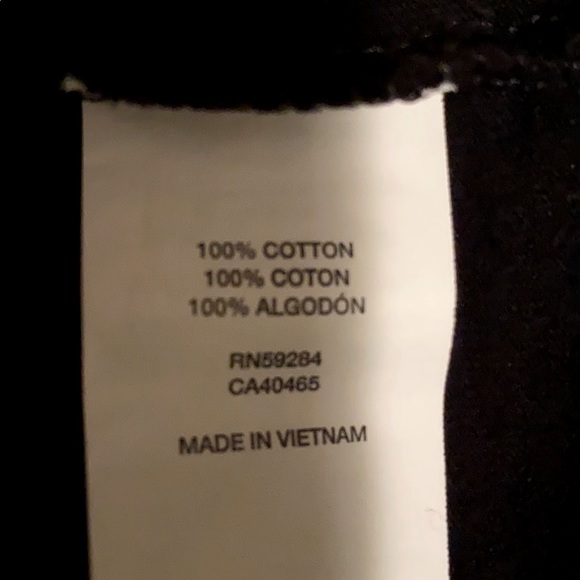 100% COTTON
100% COTON
100% ALGODÓN
RN59284
CA40465
MADE IN VIETNAM